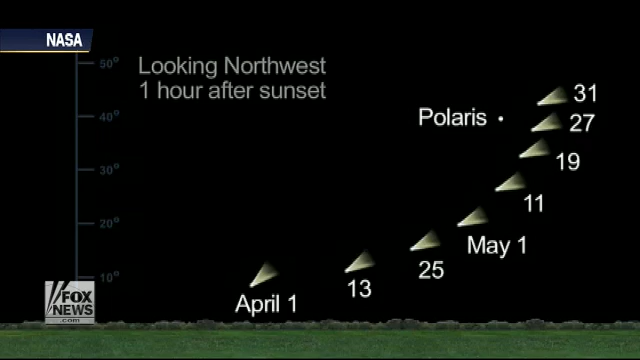 NASA
50°
Looking Northwest
1 hour after sunset
40°
Polaris
31
27
30°
19
11
20°
May 1
25
13
April 1
10°
FOX
NEWS
.com